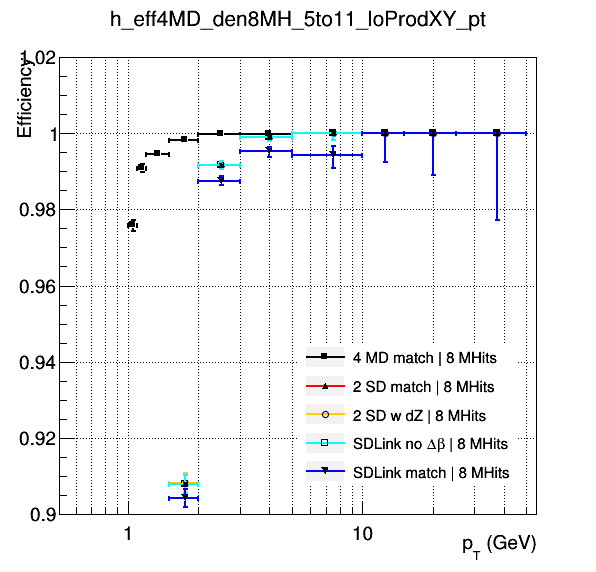 h_eff4MD_den8MH_5to11_loProdXY_pt
Efficiency
1.02
1
0.98
0.96
0.94
0.92
0.9
4 MD match | 8 MHits
2 SD match | 8 MHits
2 SD w dZ | 8 MHits
SDLink no Δβ | 8 MHits
SDLink match | 8 MHits
1
10
p_T (GeV)